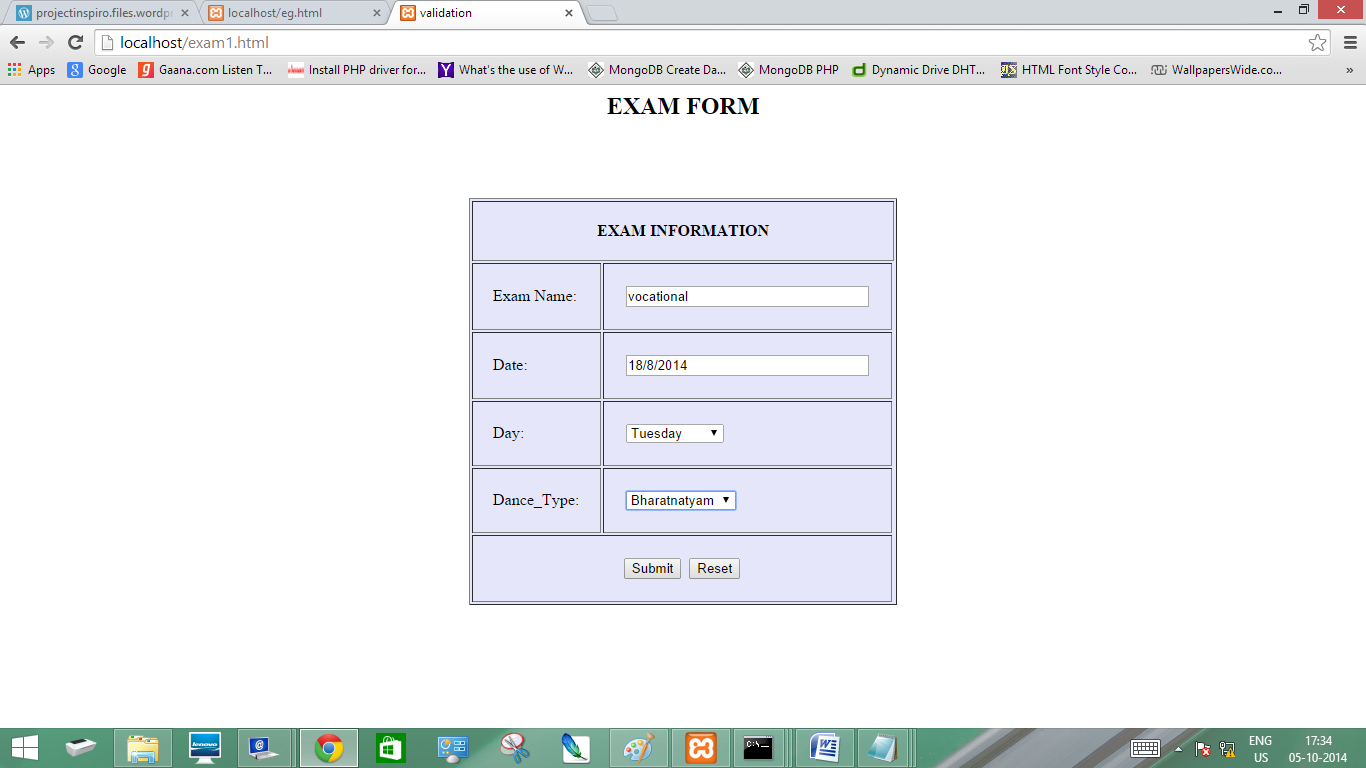 projectinspiro.files.wordpr
localhost/eg.html
validation
localhost/exam1.html
Apps
Google
Gaana.com Listen T...
Install PHP driver for...
What's the use of W...
MongoDB Create Da...
MongoDB PHP
Dynamic Drive DHT...
HTML Font Style Co...
WallpapersWide.co...
»
EXAM FORM
EXAM INFORMATION
Exam Name: vocational
Date: 18/8/2014
Day: Tuesday
Dance_Type: Bharatnatyam
Submit Reset
ENG 17:34
US 05-10-2014